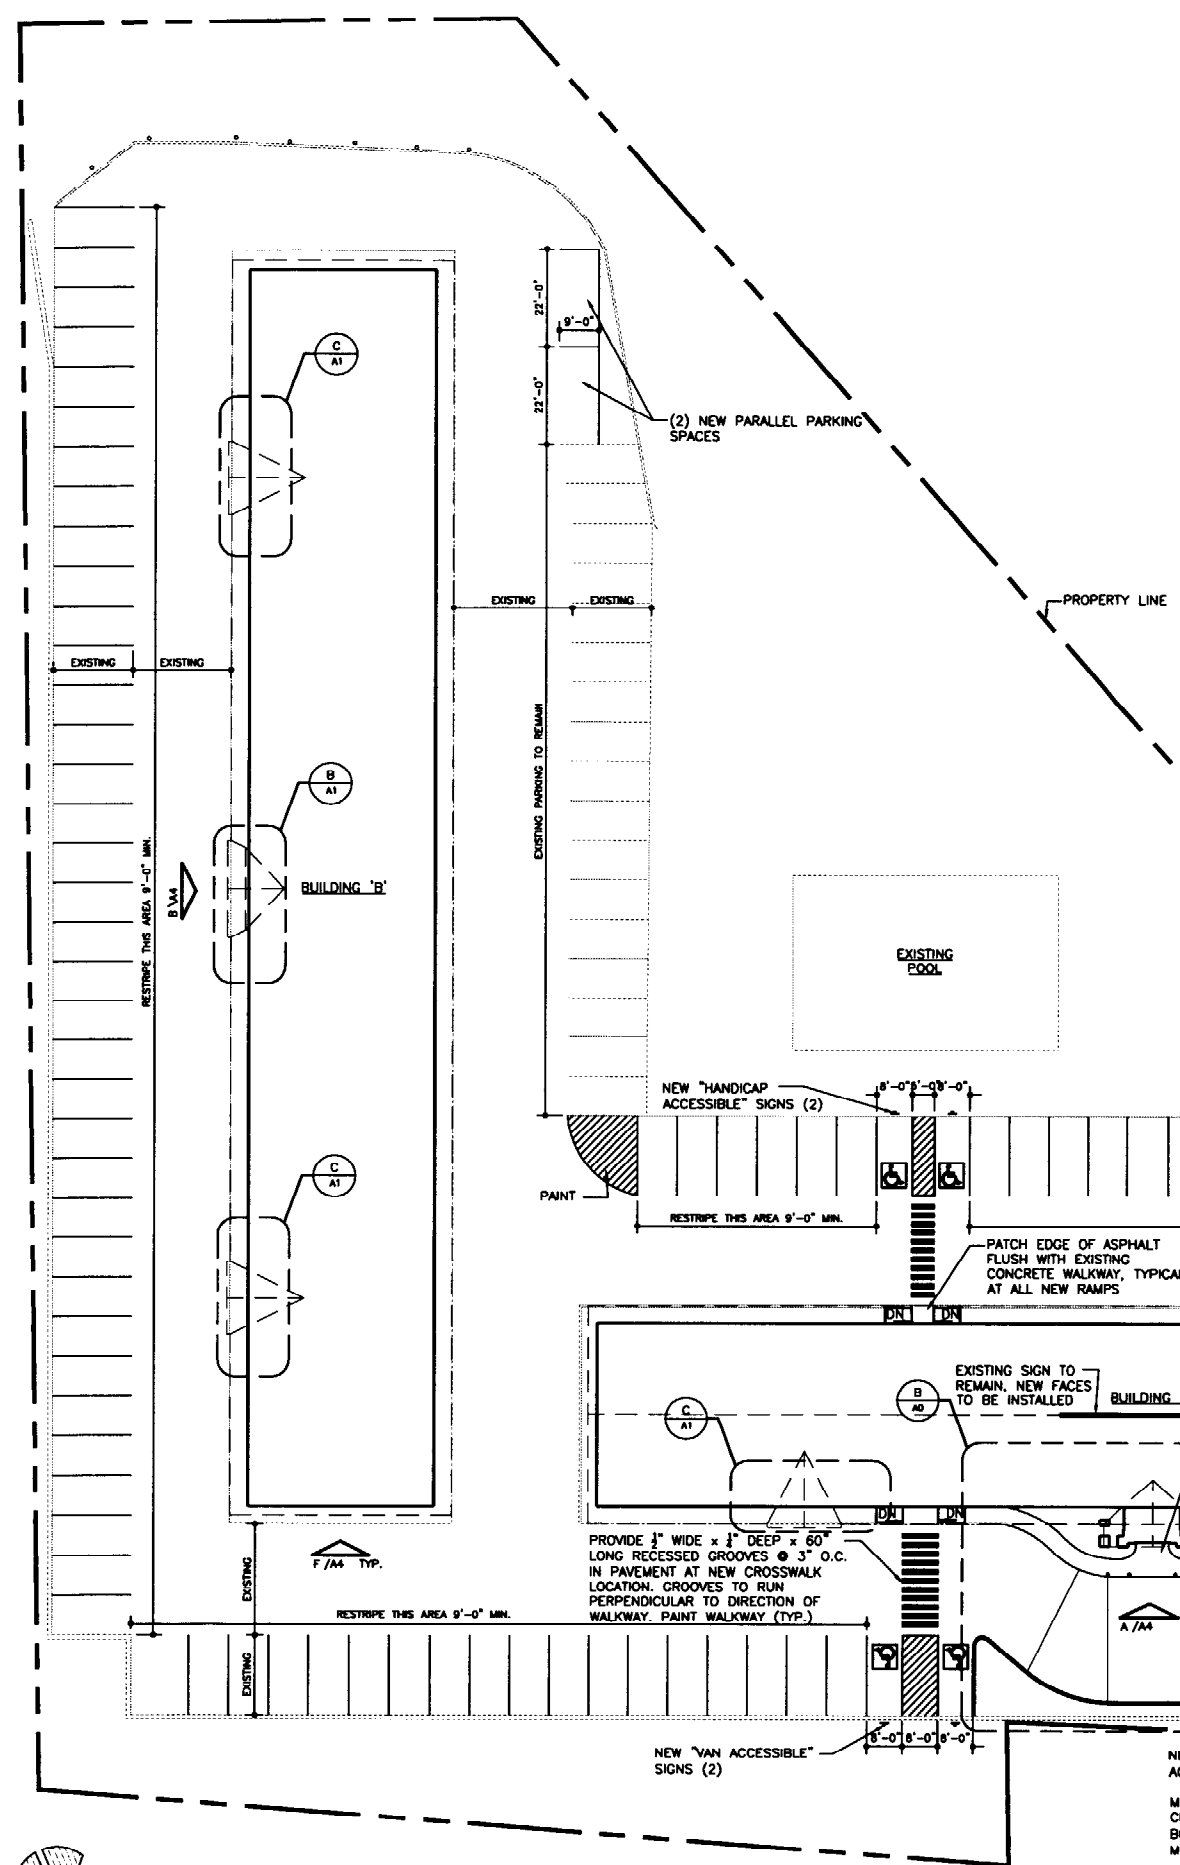 C
A1
22'-0"
9'-0"
22'-0"
(2) NEW PARALLEL PARKING
SPACES
PROPERTY LINE
EXISTING
EXISTING
EXISTING
EXISTING
EXISTING PARKING TO REMAIN
B
A1
RESTRIPE THIS AREA 9'-0" MIN.
B \A4
BUILDING 'B'
EXISTING
POOL
NEW "HANDICAP
ACCESSIBLE" SIGNS (2)
8'-0"
5'-0"
8'-0"
C
A1
PAINT
RESTRIPE THIS AREA 9'-0" MIN.
PATCH EDGE OF ASPHALT
FLUSH WITH EXISTING
CONCRETE WALKWAY, TYPICAL
AT ALL NEW RAMPS
DN
DN
EXISTING SIGN TO
REMAIN, NEW FACES
TO BE INSTALLED
BUILDING
B
A0
C
A1
DN
DN
PROVIDE ½" WIDE x ¼" DEEP x 60"
LONG RECESSED GROOVES @ 3" O.C.
IN PAVEMENT AT NEW CROSSWALK
LOCATION. GROOVES TO RUN
PERPENDICULAR TO DIRECTION OF
WALKWAY. PAINT WALKWAY (TYP.)
F /A4 TYP.
EXISTING
RESTRIPE THIS AREA 9'-0" MIN.
A /A4
EXISTING
NEW "VAN ACCESSIBLE"
SIGNS (2)
8'-0"
8'-0"
8'-0"